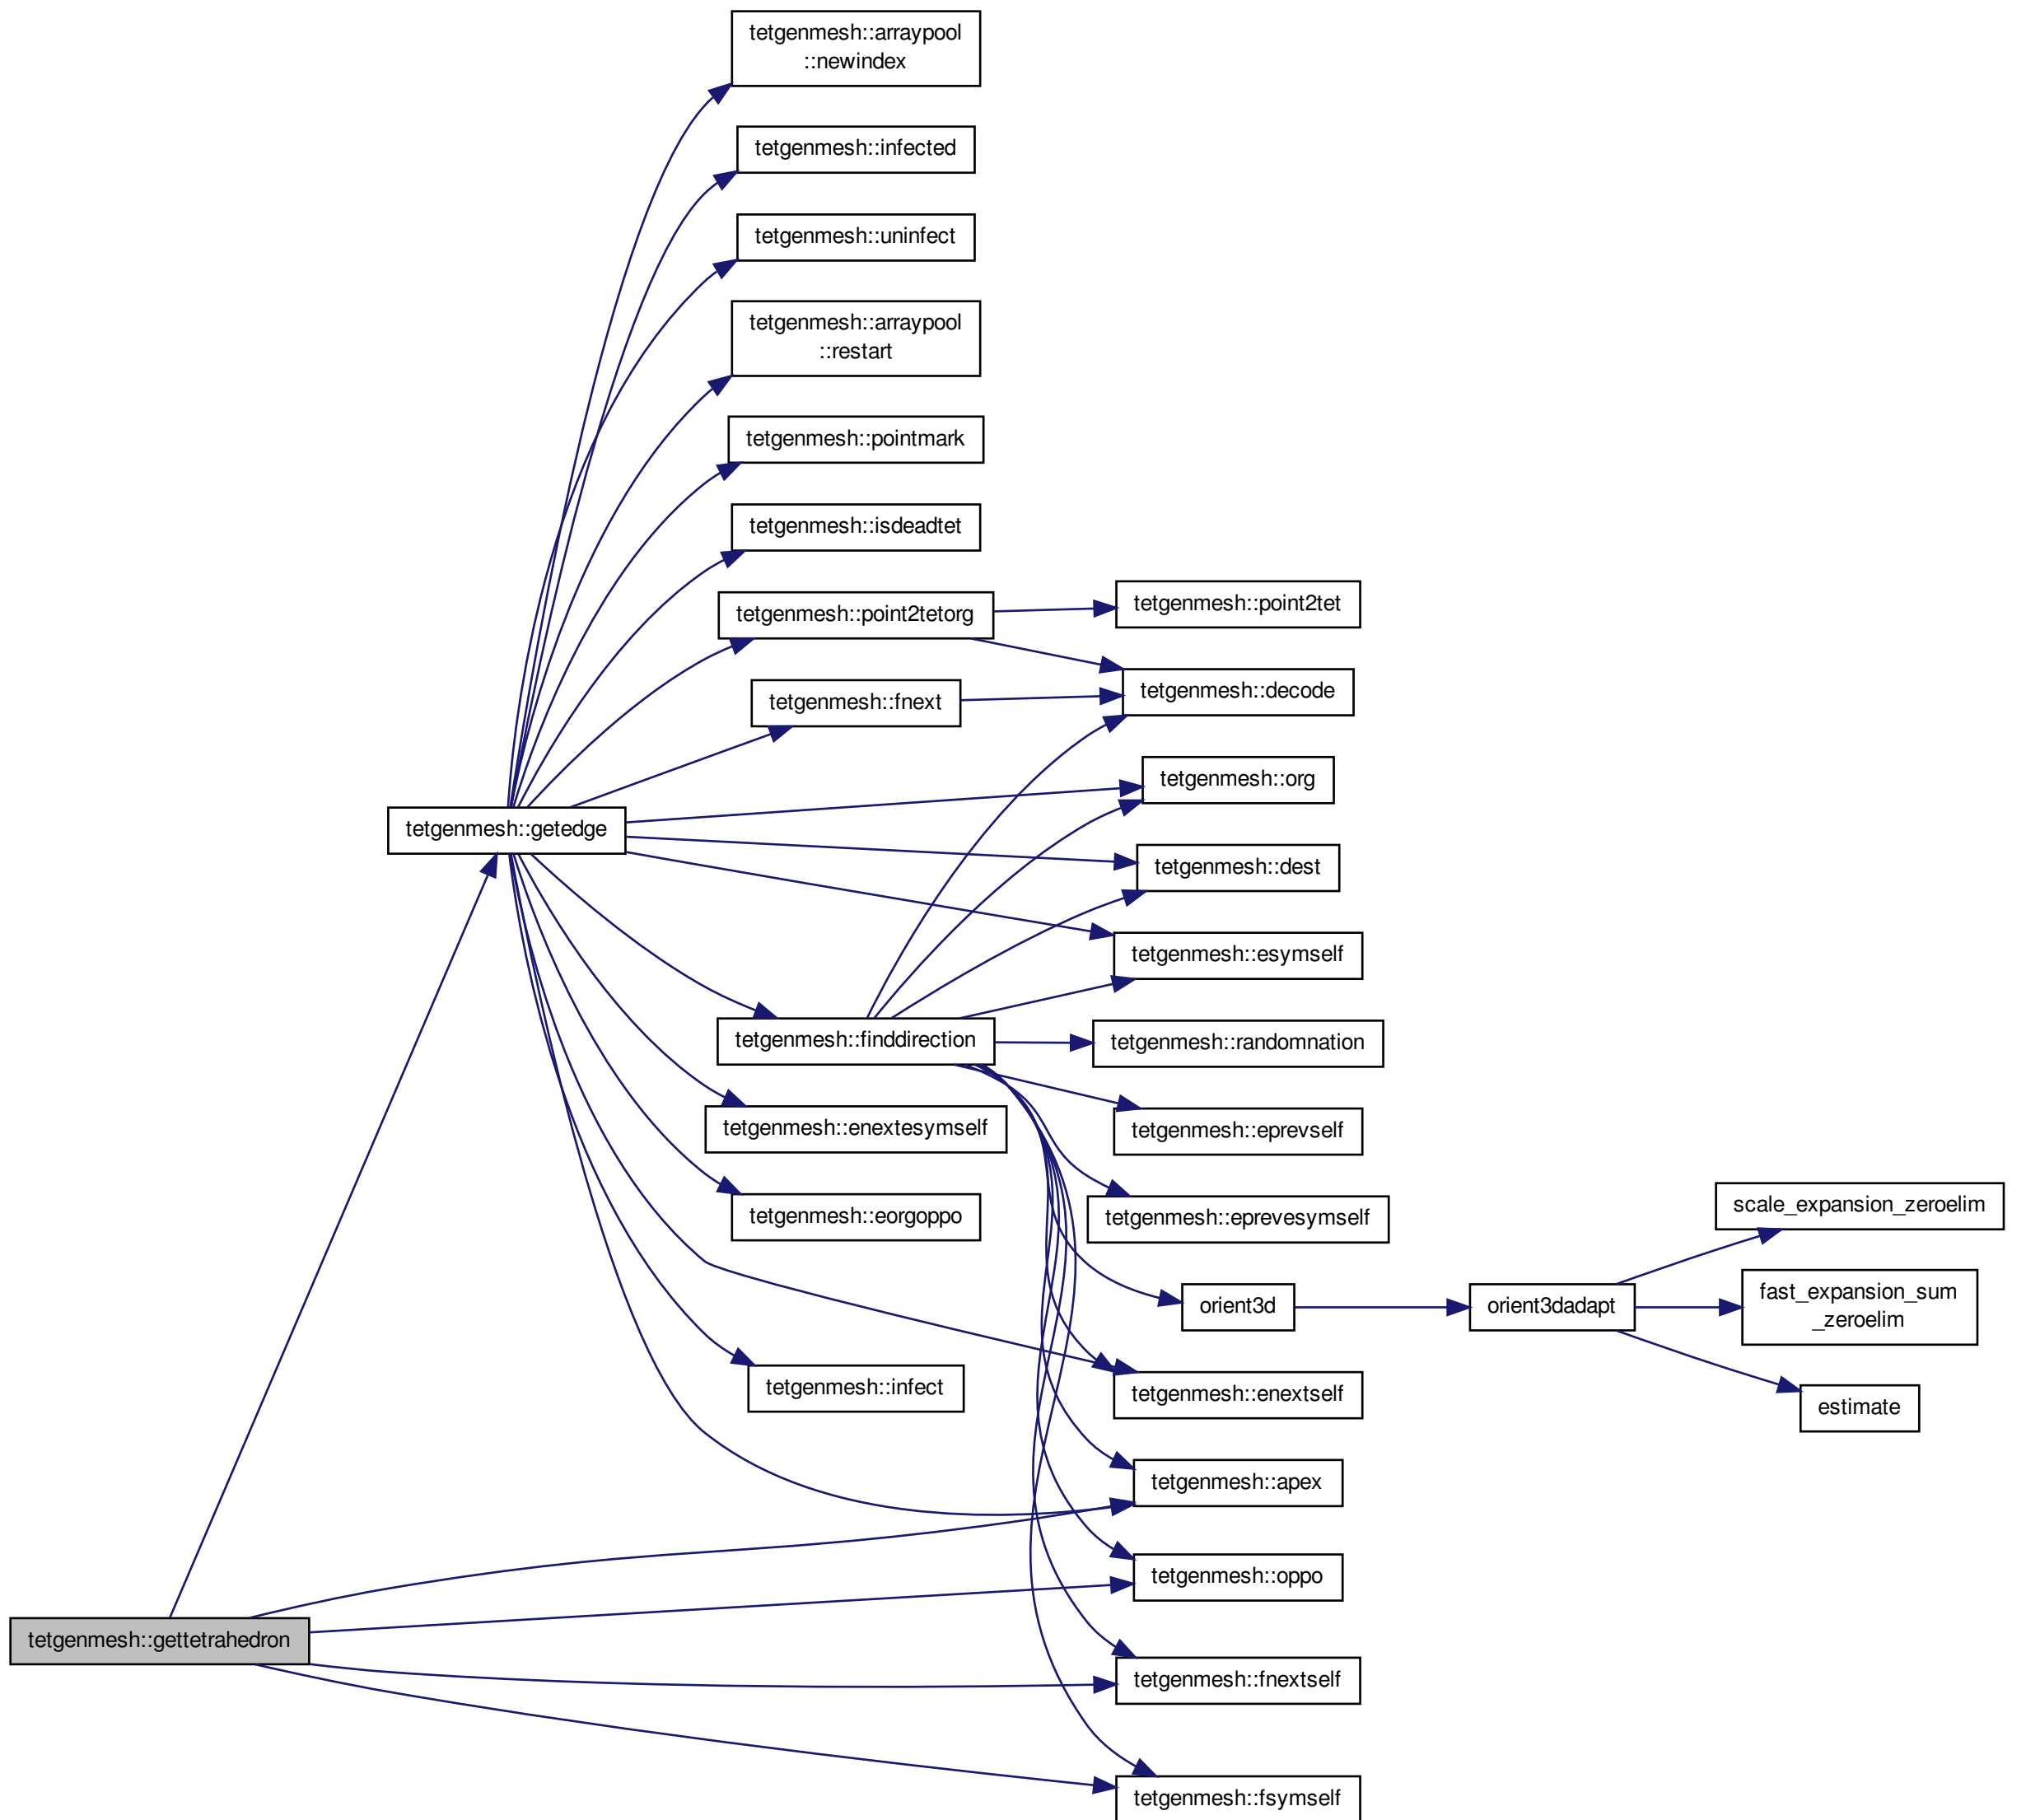 tetgenmesh::arraypool
::newindex
tetgenmesh::infected
tetgenmesh::uninfect
tetgenmesh::arraypool
::restart
tetgenmesh::pointmark
tetgenmesh::isdeadtet
tetgenmesh::point2tetorg
tetgenmesh::point2tet
tetgenmesh::decode
tetgenmesh::fnext
tetgenmesh::org
tetgenmesh::getedge
tetgenmesh::dest
tetgenmesh::esymself
tetgenmesh::finddirection
tetgenmesh::randomnation
tetgenmesh::enextesymself
tetgenmesh::eprevself
tetgenmesh::eorgoppo
tetgenmesh::eprevesymself
scale_expansion_zeroelim
orient3d
orient3dadapt
fast_expansion_sum
_zeroelim
tetgenmesh::infect
tetgenmesh::enextself
estimate
tetgenmesh::apex
tetgenmesh::oppo
tetgenmesh::gettetrahedron
tetgenmesh::fnextself
tetgenmesh::fsymself